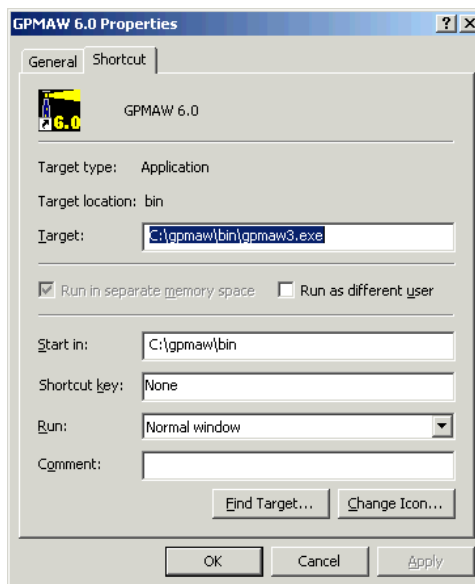 GPMAW 6.0 Properties
General Shortcut
6.0 GPMAW 6.0
Target type: Application
Target location: bin
Target: C:\gpmaw\bin\gpmaw3.exe
Run in separate memory space Run as different user
Start in: C:\gpmaw\bin
Shortcut key: None
Run: Normal window
Comment:
Find Target... Change Icon...
OK Cancel Apply